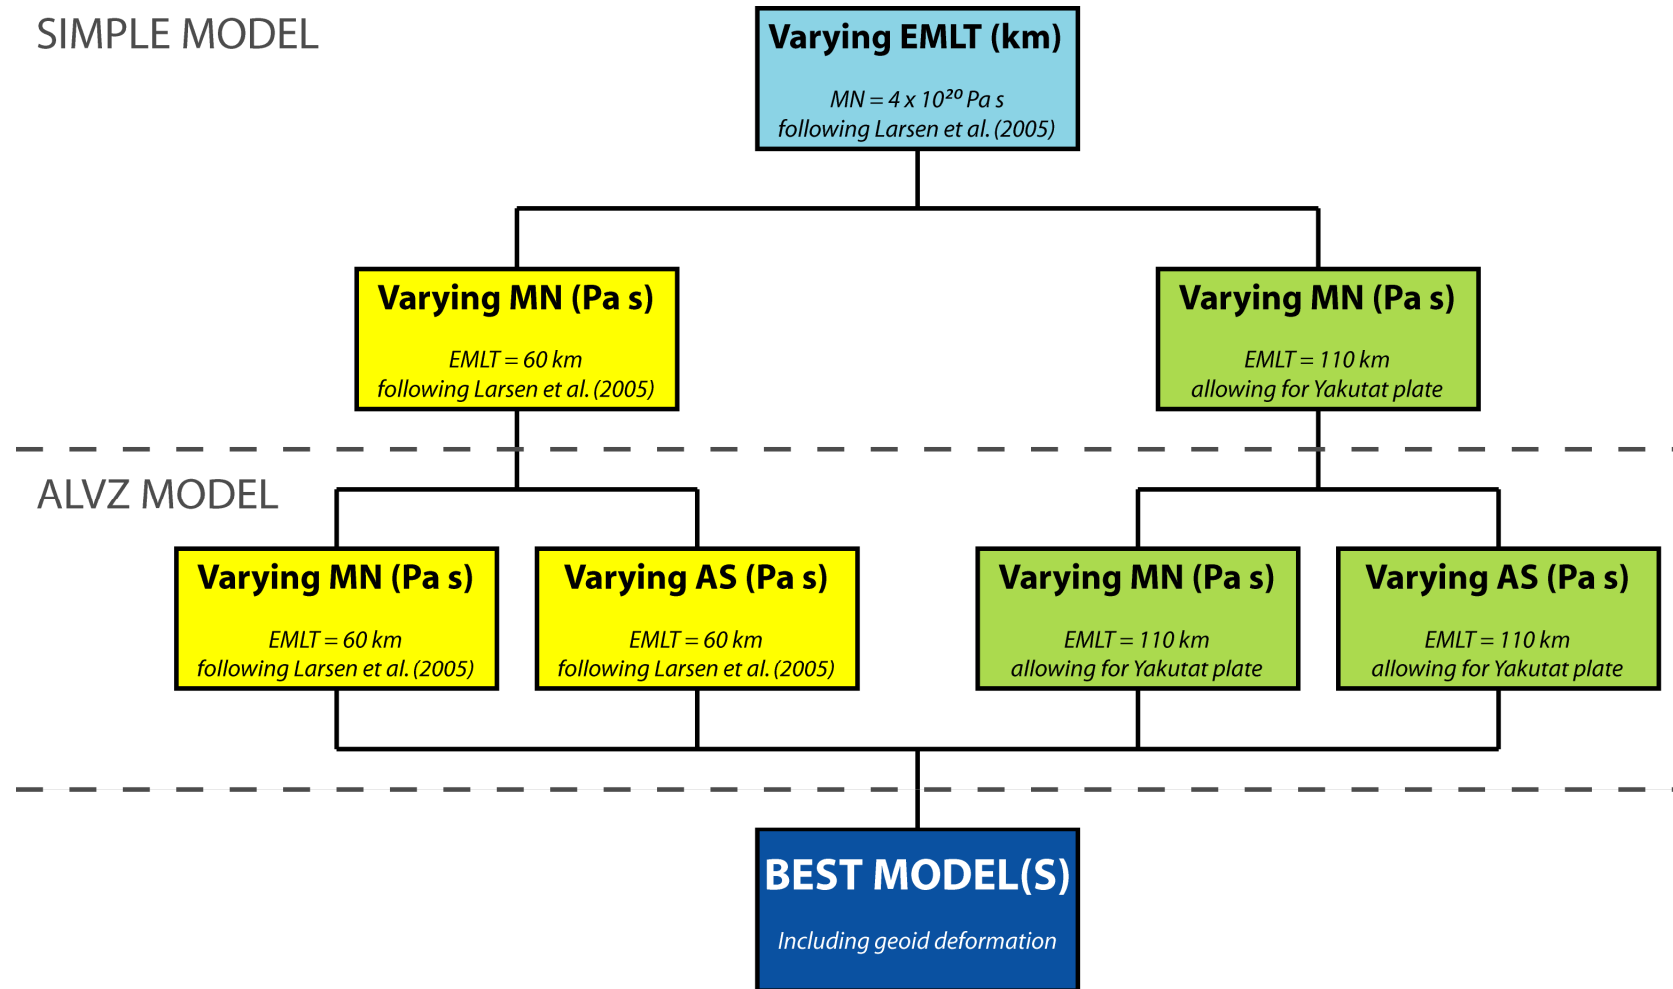 SIMPLE MODEL
Varying EMLT (km)
MN = 4 x 10²⁰ Pa s
following Larsen et al. (2005)
Varying MN (Pa s)
EMLT = 60 km
following Larsen et al. (2005)
Varying MN (Pa s)
EMLT = 110 km
allowing for Yakutat plate
ALVZ MODEL
Varying MN (Pa s)
EMLT = 60 km
following Larsen et al. (2005)
Varying AS (Pa s)
EMLT = 60 km
following Larsen et al. (2005)
Varying MN (Pa s)
EMLT = 110 km
allowing for Yakutat plate
Varying AS (Pa s)
EMLT = 110 km
allowing for Yakutat plate
BEST MODEL(S)
Including geoid deformation